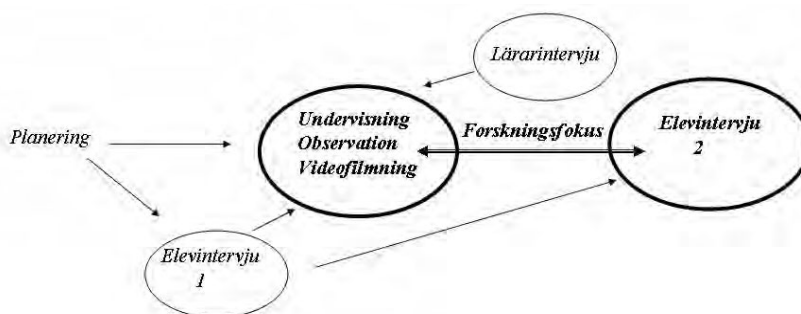 Lärarintervju
Undervisning
Observation
Videofilmning
Forskningsfokus
Elevintervju
2
Planering
Elevintervju
1